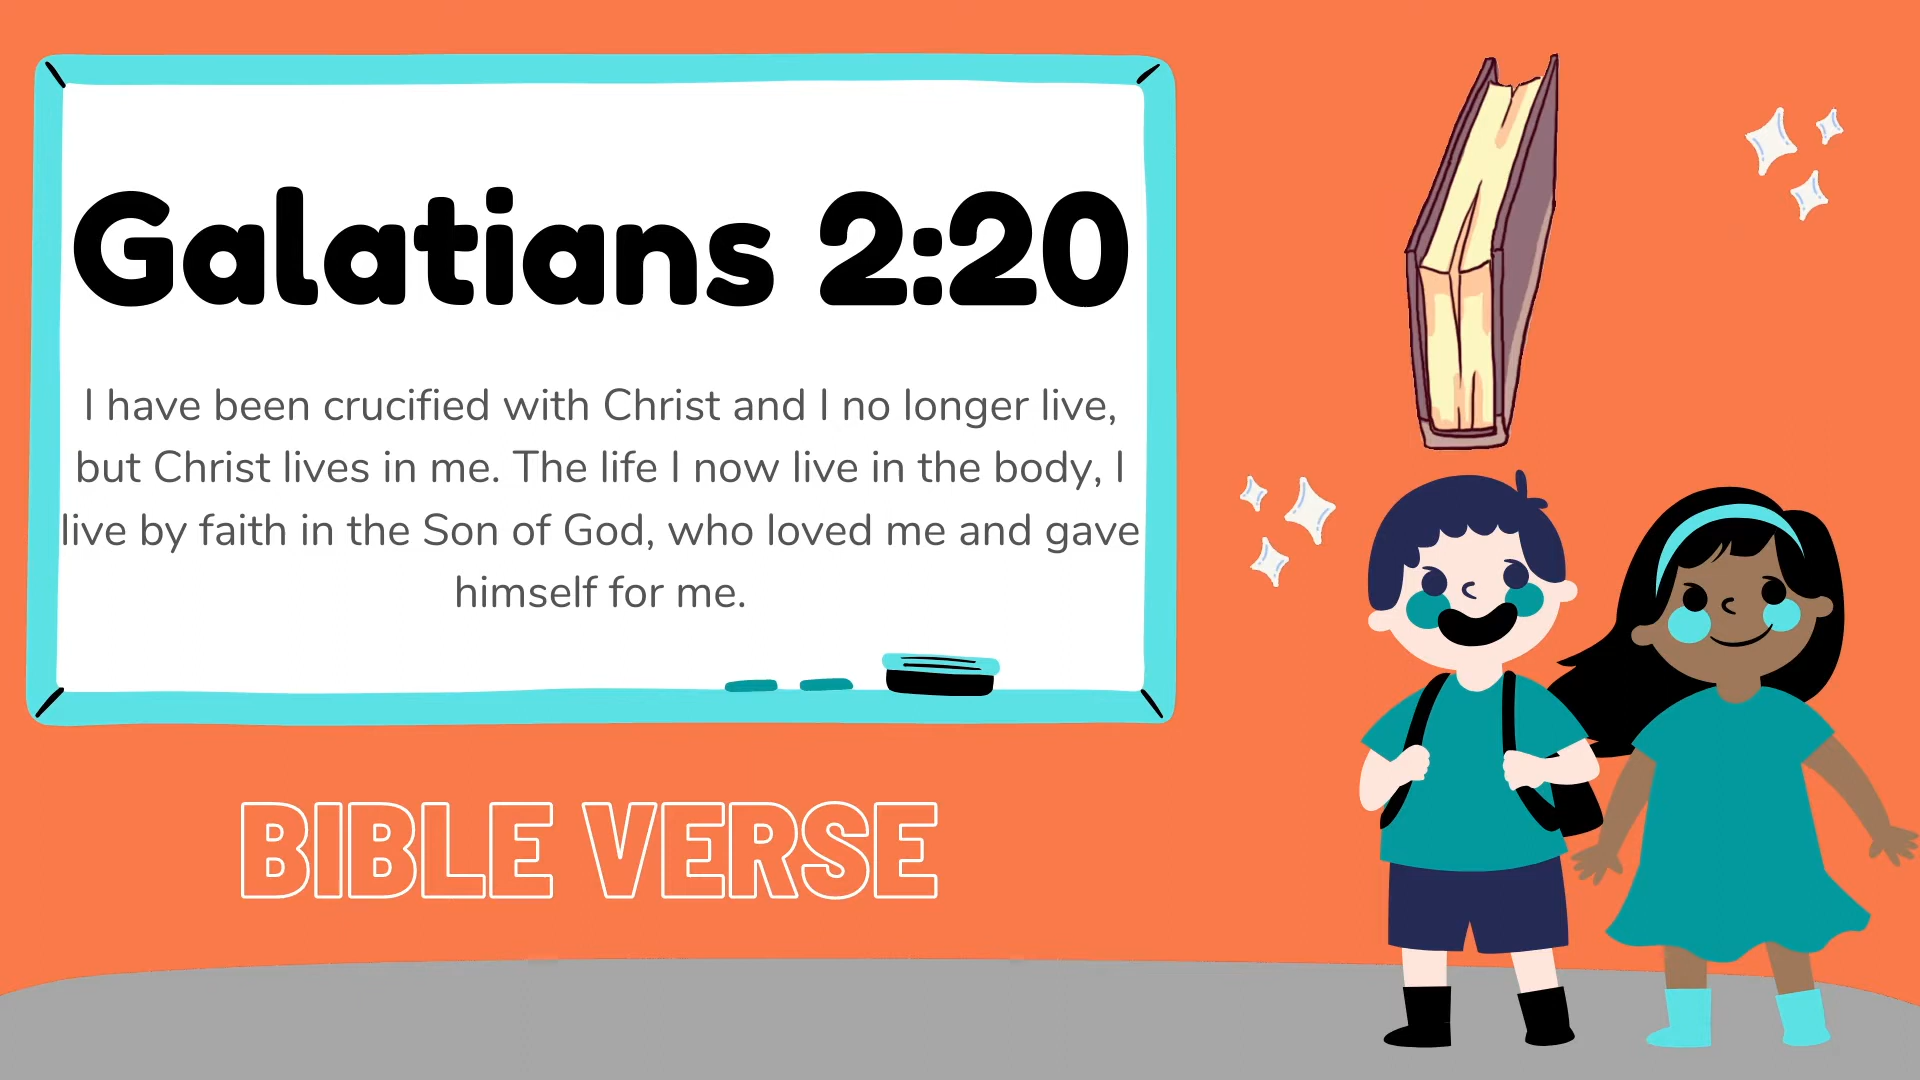 Galatians 2:20
I have been crucified with Christ and I no longer live,
but Christ lives in me. The life I now live in the body, I
live by faith in the Son of God, who loved me and gave
himself for me.
BIBLE VERSE